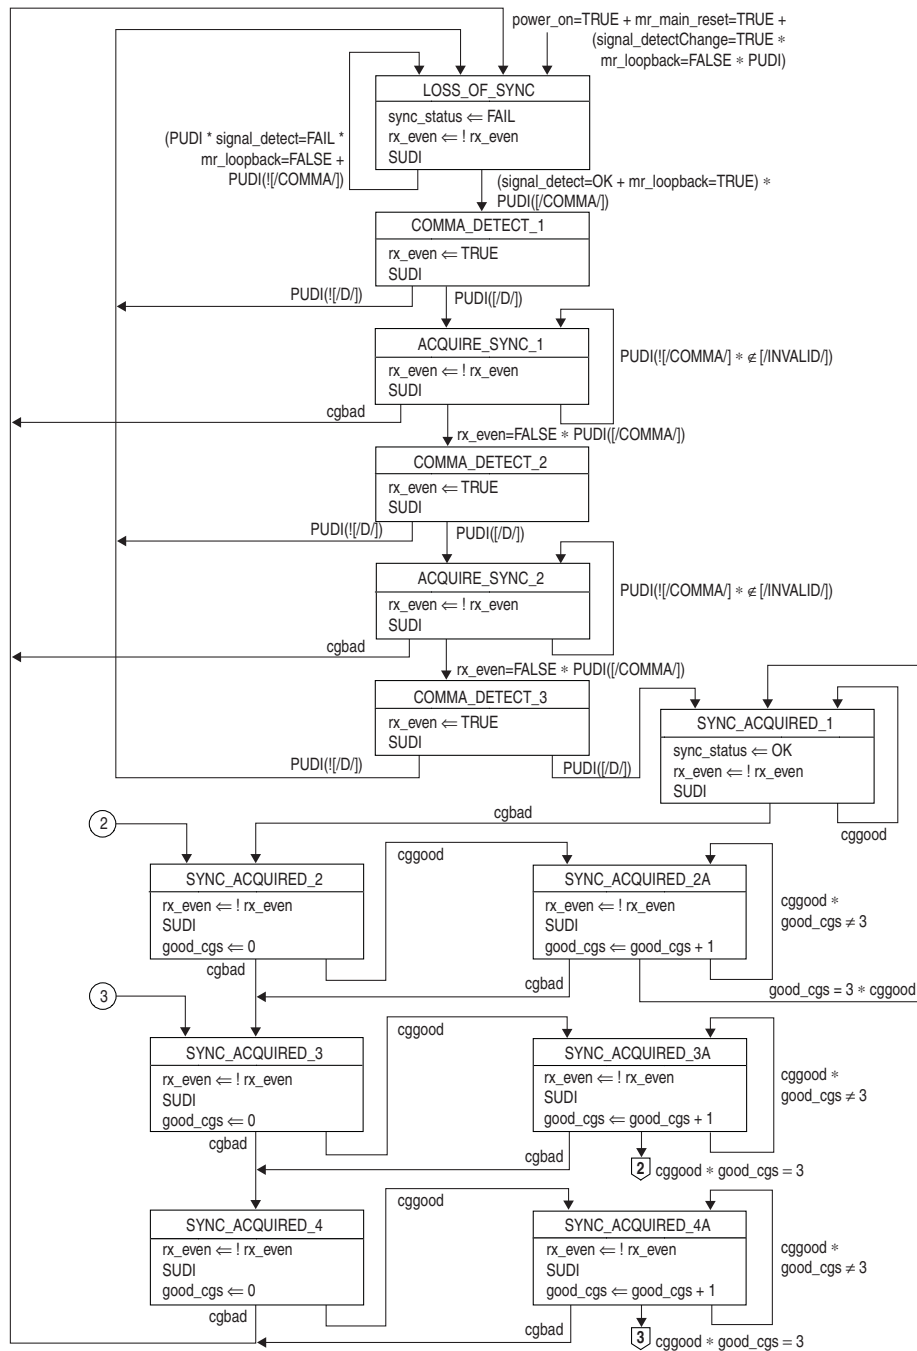 power_on=TRUE + mr_main_reset=TRUE +
(signal_detectChange=TRUE ∗
mr_loopback=FALSE ∗ PUDI)
LOSS_OF_SYNC
sync_status ⇐ FAIL
rx_even ⇐ ! rx_even
SUDI
(PUDI * signal_detect=FAIL *
mr_loopback=FALSE +
PUDI(![/COMMA/])
(signal_detect=OK + mr_loopback=TRUE) ∗
PUDI([/COMMA/])
COMMA_DETECT_1
rx_even ⇐ TRUE
SUDI
PUDI(![/D/])
PUDI([/D/])
ACQUIRE_SYNC_1
rx_even ⇐ ! rx_even
SUDI
PUDI(![/COMMA/] ∗ ∉ [/INVALID/])
cgbad
rx_even=FALSE ∗ PUDI([/COMMA/])
COMMA_DETECT_2
rx_even ⇐ TRUE
SUDI
PUDI(![/D/])
PUDI([/D/])
ACQUIRE_SYNC_2
rx_even ⇐ ! rx_even
SUDI
PUDI(![/COMMA/] ∗ ∉ [/INVALID/])
cgbad
rx_even=FALSE ∗ PUDI([/COMMA/])
COMMA_DETECT_3
rx_even ⇐ TRUE
SUDI
PUDI(![/D/])
PUDI([/D/])
SYNC_ACQUIRED_1
sync_status ⇐ OK
rx_even ⇐ ! rx_even
SUDI
cgbad
cggood
2
SYNC_ACQUIRED_2
rx_even ⇐ ! rx_even
SUDI
good_cgs ⇐ 0
cggood
SYNC_ACQUIRED_2A
rx_even ⇐ ! rx_even
SUDI
good_cgs ⇐ good_cgs + 1
cggood ∗
good_cgs ≠ 3
cgbad
cgbad
good_cgs = 3 ∗ cggood
3
SYNC_ACQUIRED_3
rx_even ⇐ ! rx_even
SUDI
good_cgs ⇐ 0
cggood
SYNC_ACQUIRED_3A
rx_even ⇐ ! rx_even
SUDI
good_cgs ⇐ good_cgs + 1
cggood ∗
good_cgs ≠ 3
cgbad
cgbad
2 cggood ∗ good_cgs = 3
SYNC_ACQUIRED_4
rx_even ⇐ ! rx_even
SUDI
good_cgs ⇐ 0
cggood
SYNC_ACQUIRED_4A
rx_even ⇐ ! rx_even
SUDI
good_cgs ⇐ good_cgs + 1
cggood ∗
good_cgs ≠ 3
cgbad
cgbad
3 cggood ∗ good_cgs = 3